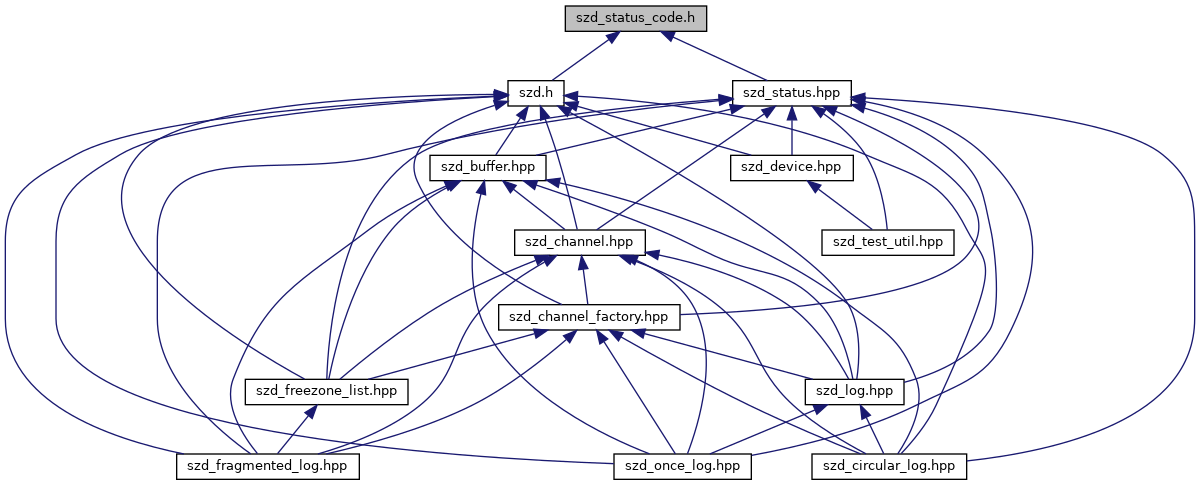 szd_status_code.h
szd.h
szd_status.hpp
szd_buffer.hpp
szd_device.hpp
szd_channel.hpp
szd_test_util.hpp
szd_channel_factory.hpp
szd_freezone_list.hpp
szd_log.hpp
szd_fragmented_log.hpp
szd_once_log.hpp
szd_circular_log.hpp